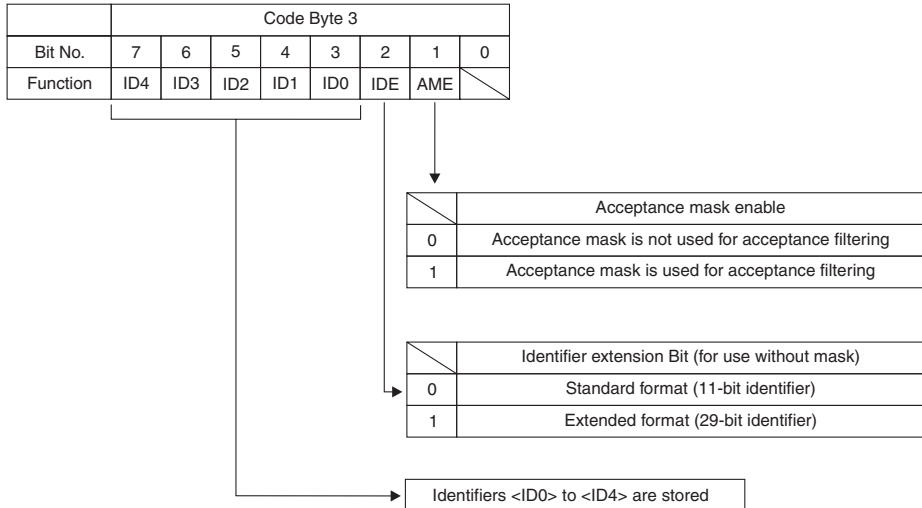 Code Byte 3
Bit No. 7 6 5 4 3 2 1 0
Function ID4 ID3 ID2 ID1 ID0 IDE AME
Acceptance mask enable
0 Acceptance mask is not used for acceptance filtering
1 Acceptance mask is used for acceptance filtering
Identifier extension Bit (for use without mask)
0 Standard format (11-bit identifier)
1 Extended format (29-bit identifier)
Identifiers <ID0> to <ID4> are stored